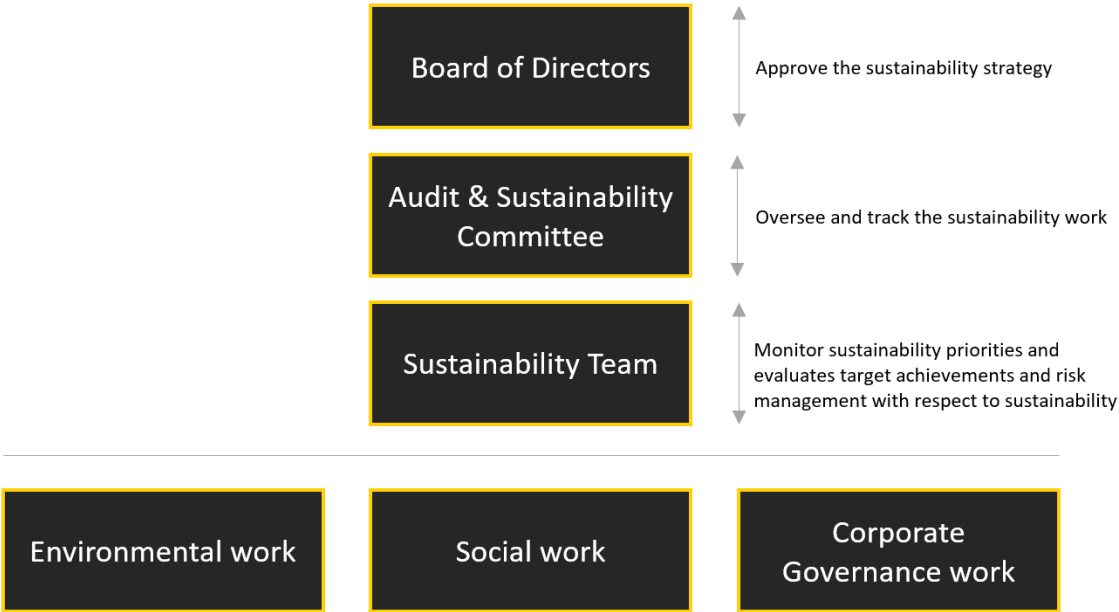 Board of Directors
Approve the sustainability strategy
Audit & Sustainability
Committee
Oversee and track the sustainability work
Sustainability Team
Monitor sustainability priorities and
evaluates target achievements and risk
management with respect to sustainability
Environmental work
Social work
Corporate
Governance work